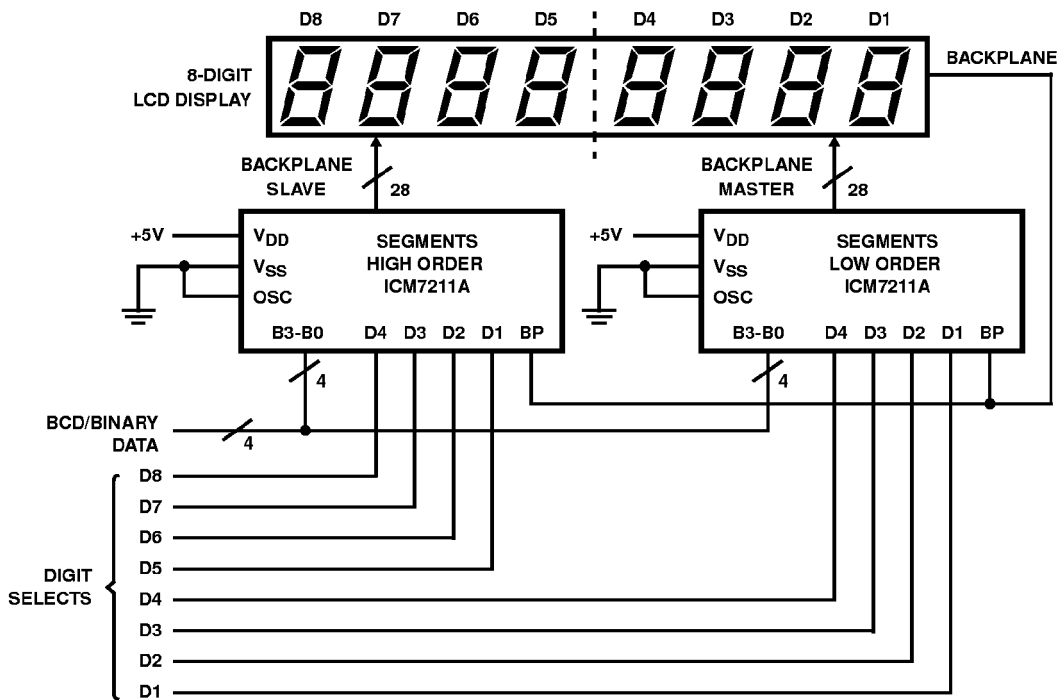 D8 D7 D6 D5 D4 D3 D2 D1
8-DIGIT
LCD DISPLAY
BACKPLANE
BACKPLANE
SLAVE
28
BACKPLANE
MASTER
28
+5V
VDD
VSS
OSC
SEGMENTS
HIGH ORDER
ICM7211A
B3-B0 D4 D3 D2 D1 BP
4
+5V
VDD
VSS
OSC
SEGMENTS
LOW ORDER
ICM7211A
B3-B0 D4 D3 D2 D1 BP
4
BCD/BINARY
DATA
4
DIGIT
SELECTS
D8
D7
D6
D5
D4
D3
D2
D1